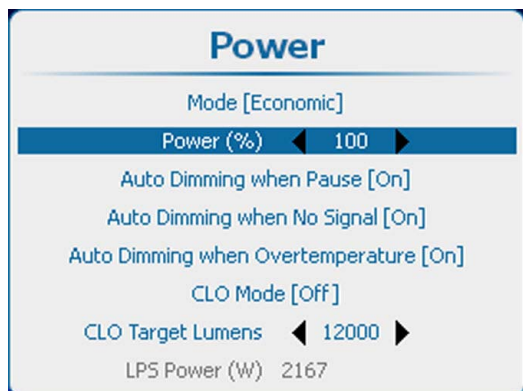 Power
Mode [Economic]
Power (%) 100
Auto Dimming when Pause [On]
Auto Dimming when No Signal [On]
Auto Dimming when Overtemperature [On]
CLO Mode [Off]
CLO Target Lumens 12000
LPS Power (W) 2167